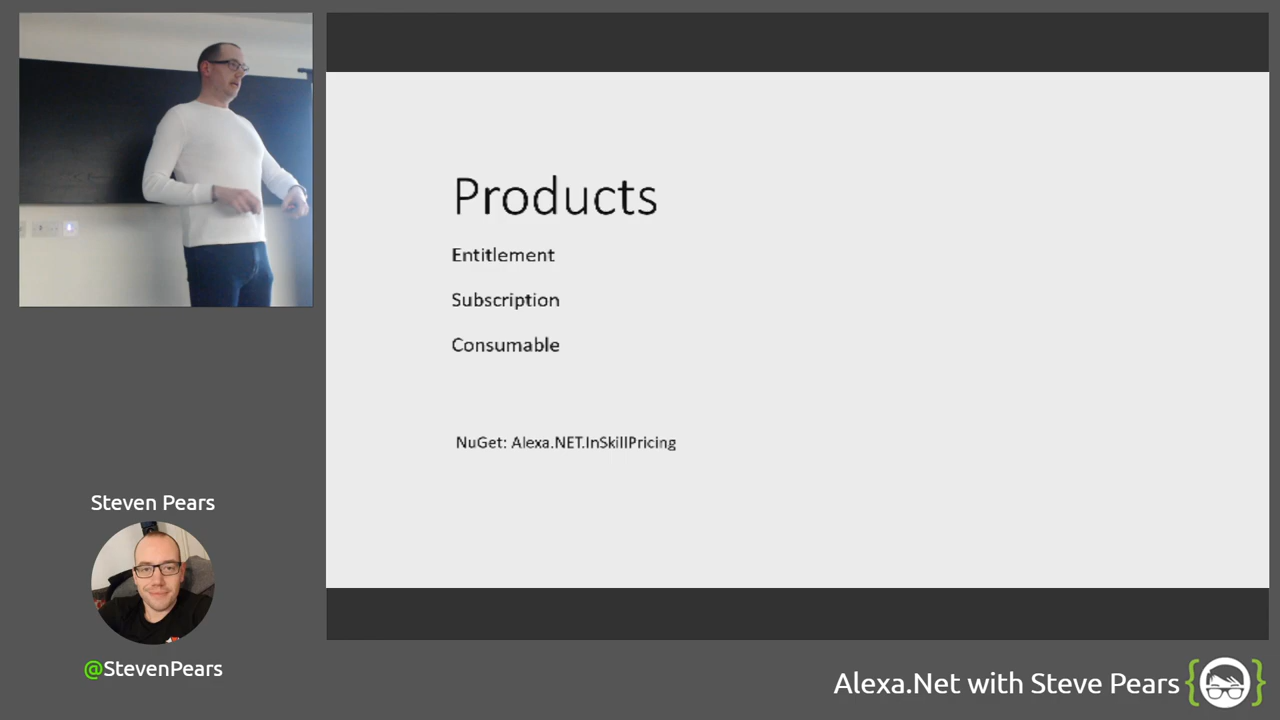 Products
Entitlement
Subscription
Consumable
NuGet: Alexa.NET.InSkillPricing
Steven Pears
@StevenPears
Alexa.Net with Steve Pears